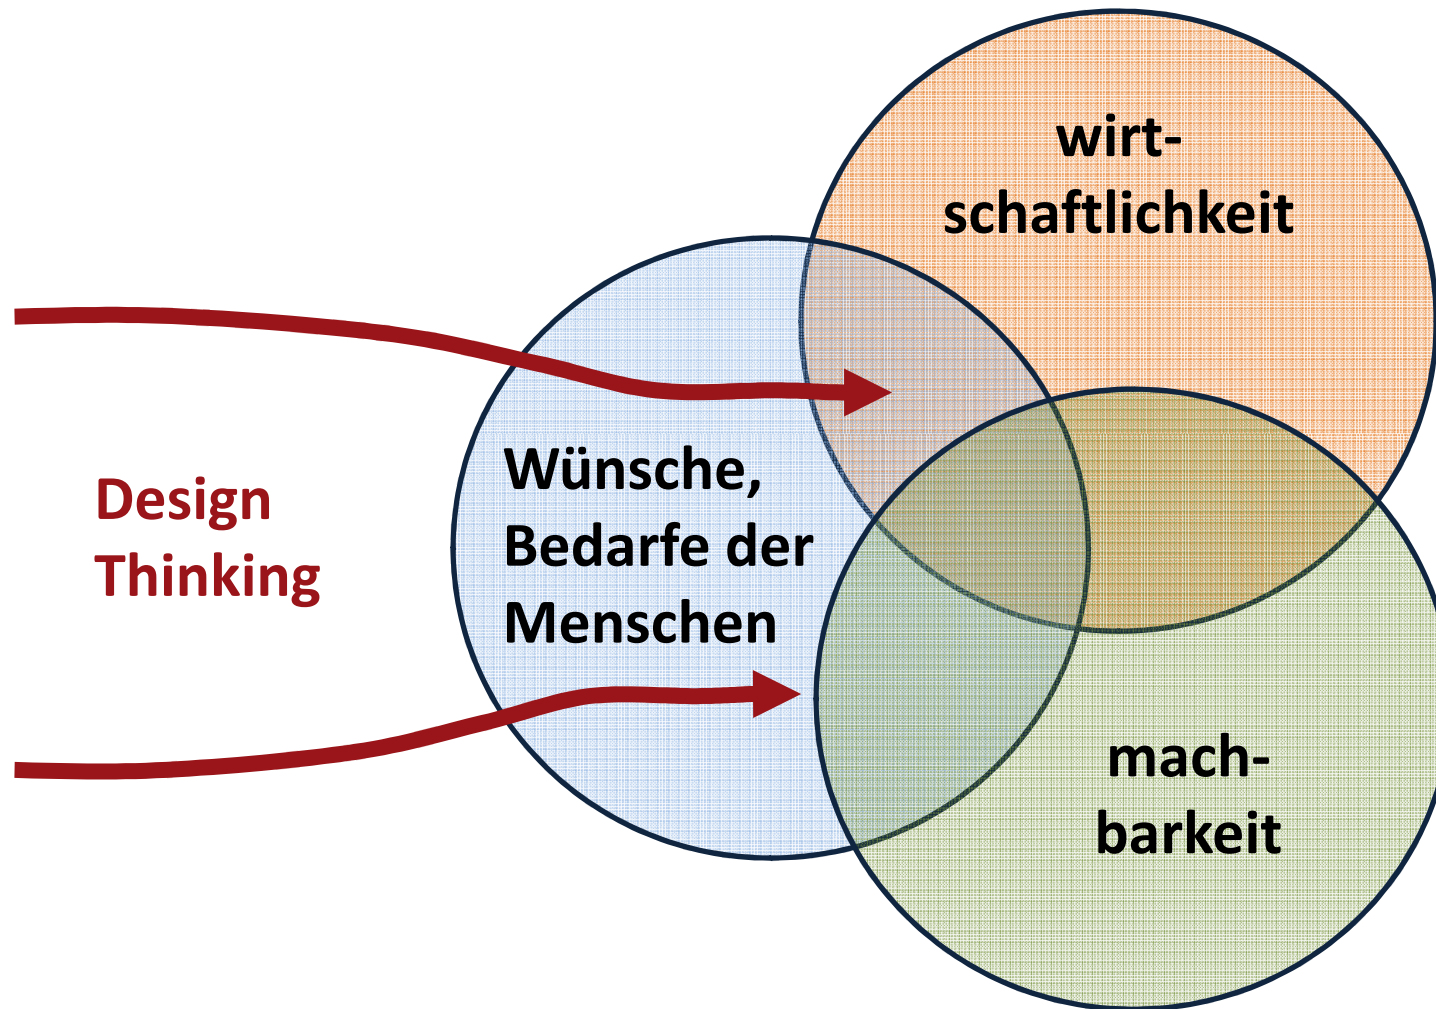 wirt-
schaftlichkeit
Design
Thinking
Wünsche,
Bedarfe der
Menschen
mach-
barkeit